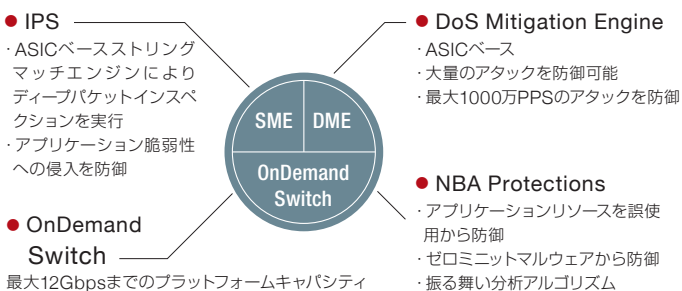 ● IPS
・ASICベースストリング
マッチエンジンにより
ディープパケットインスペ
クションを実行
・アプリケーション脆弱性
への侵入を防御
● OnDemand
Switch
最大12Gbpsまでのプラットフォームキャパシティ
SME
DME
OnDemand
Switch
● DoS Mitigation Engine
・ASICベース
・大量のアタックを防御可能
・最大1000万PPSのアタックを防御
● NBA Protections
・アプリケーションリソースを誤使
用から防御
・ゼロミニットマルウェアから防御
・振る舞い分析アルゴリズム